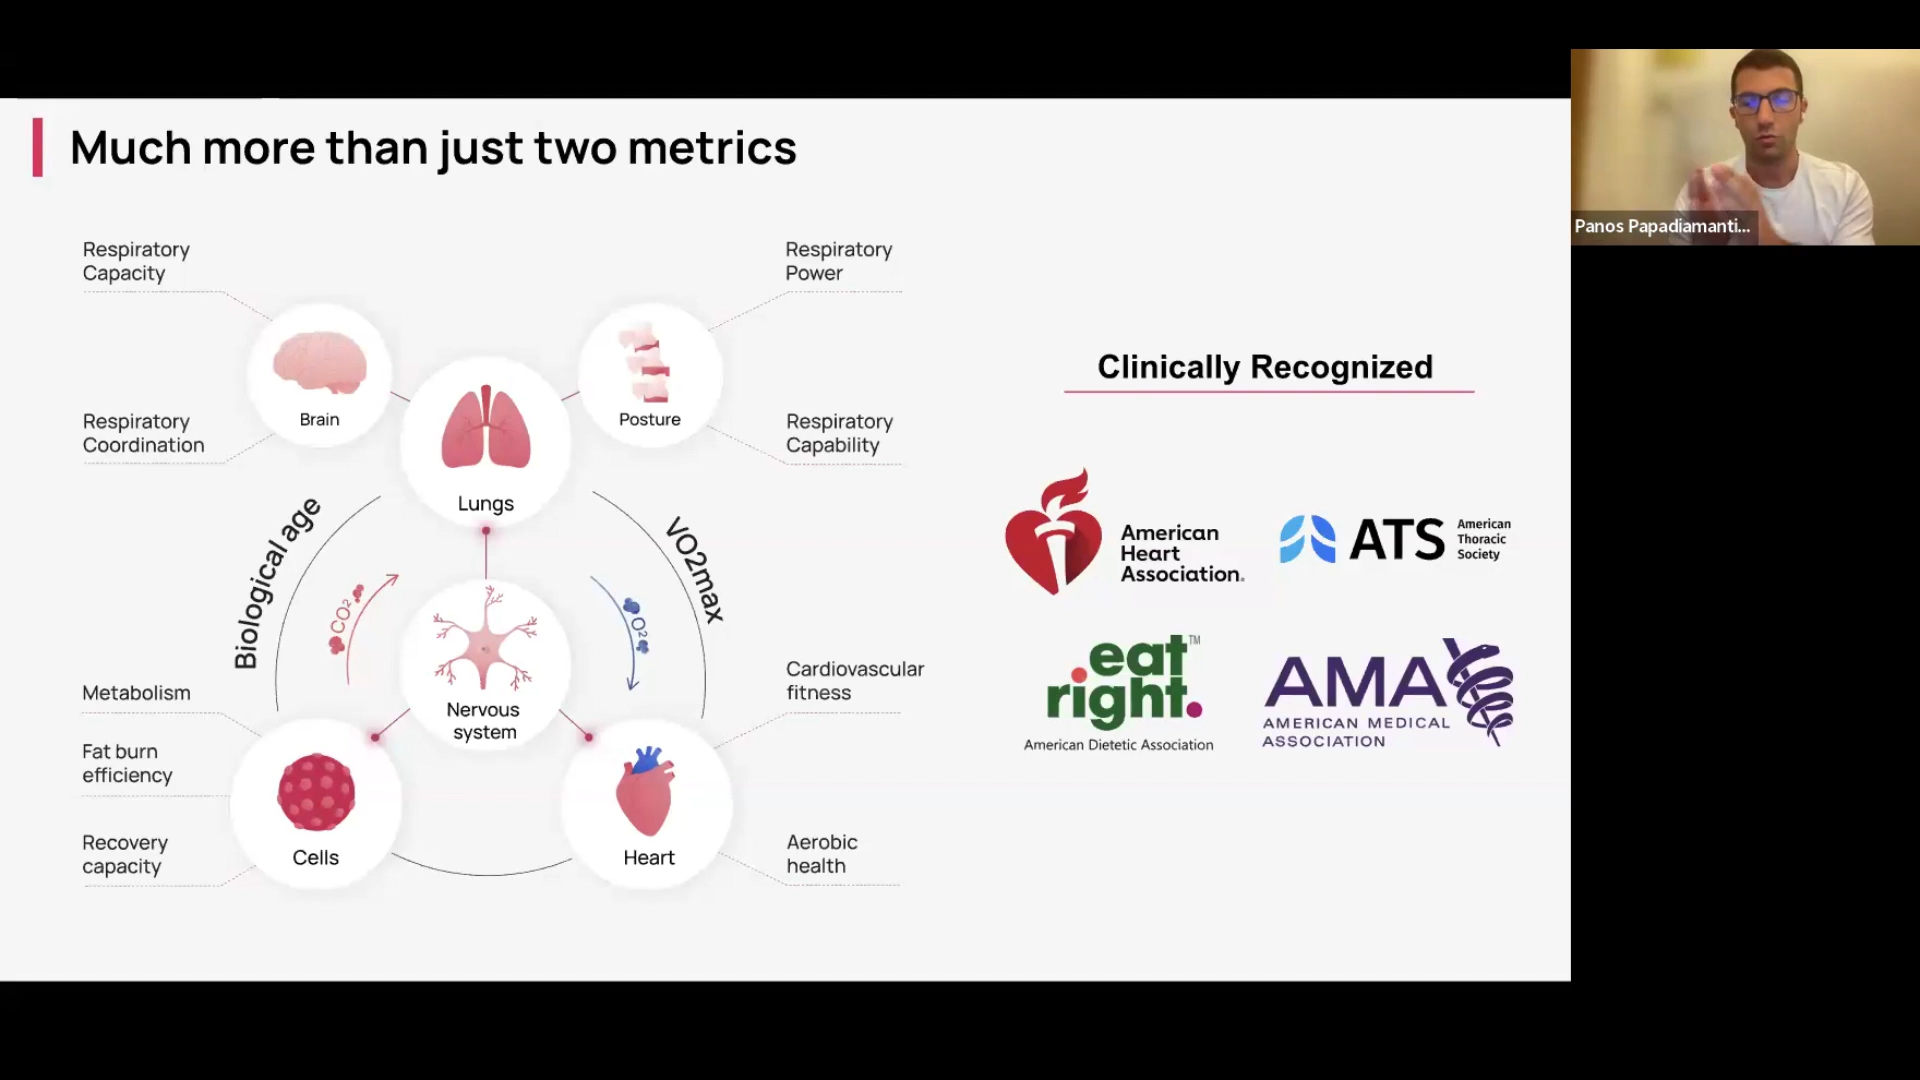 Much more than just two metrics
Panos Papadiamanti...
Respiratory
Capacity
Respiratory
Power
Brain
Posture
Respiratory
Coordination
Respiratory
Capability
Lungs
Biological age
VO2max
CO²
O²
Nervous
system
Metabolism
Fat burn
efficiency
Recovery
capacity
Cardiovascular
fitness
Aerobic
health
Cells
Heart
Clinically Recognized
American
Heart
Association®
ATS
American
Thoracic
Society
eat
right.
TM
American Dietetic Association
AMA
AMERICAN MEDICAL
ASSOCIATION